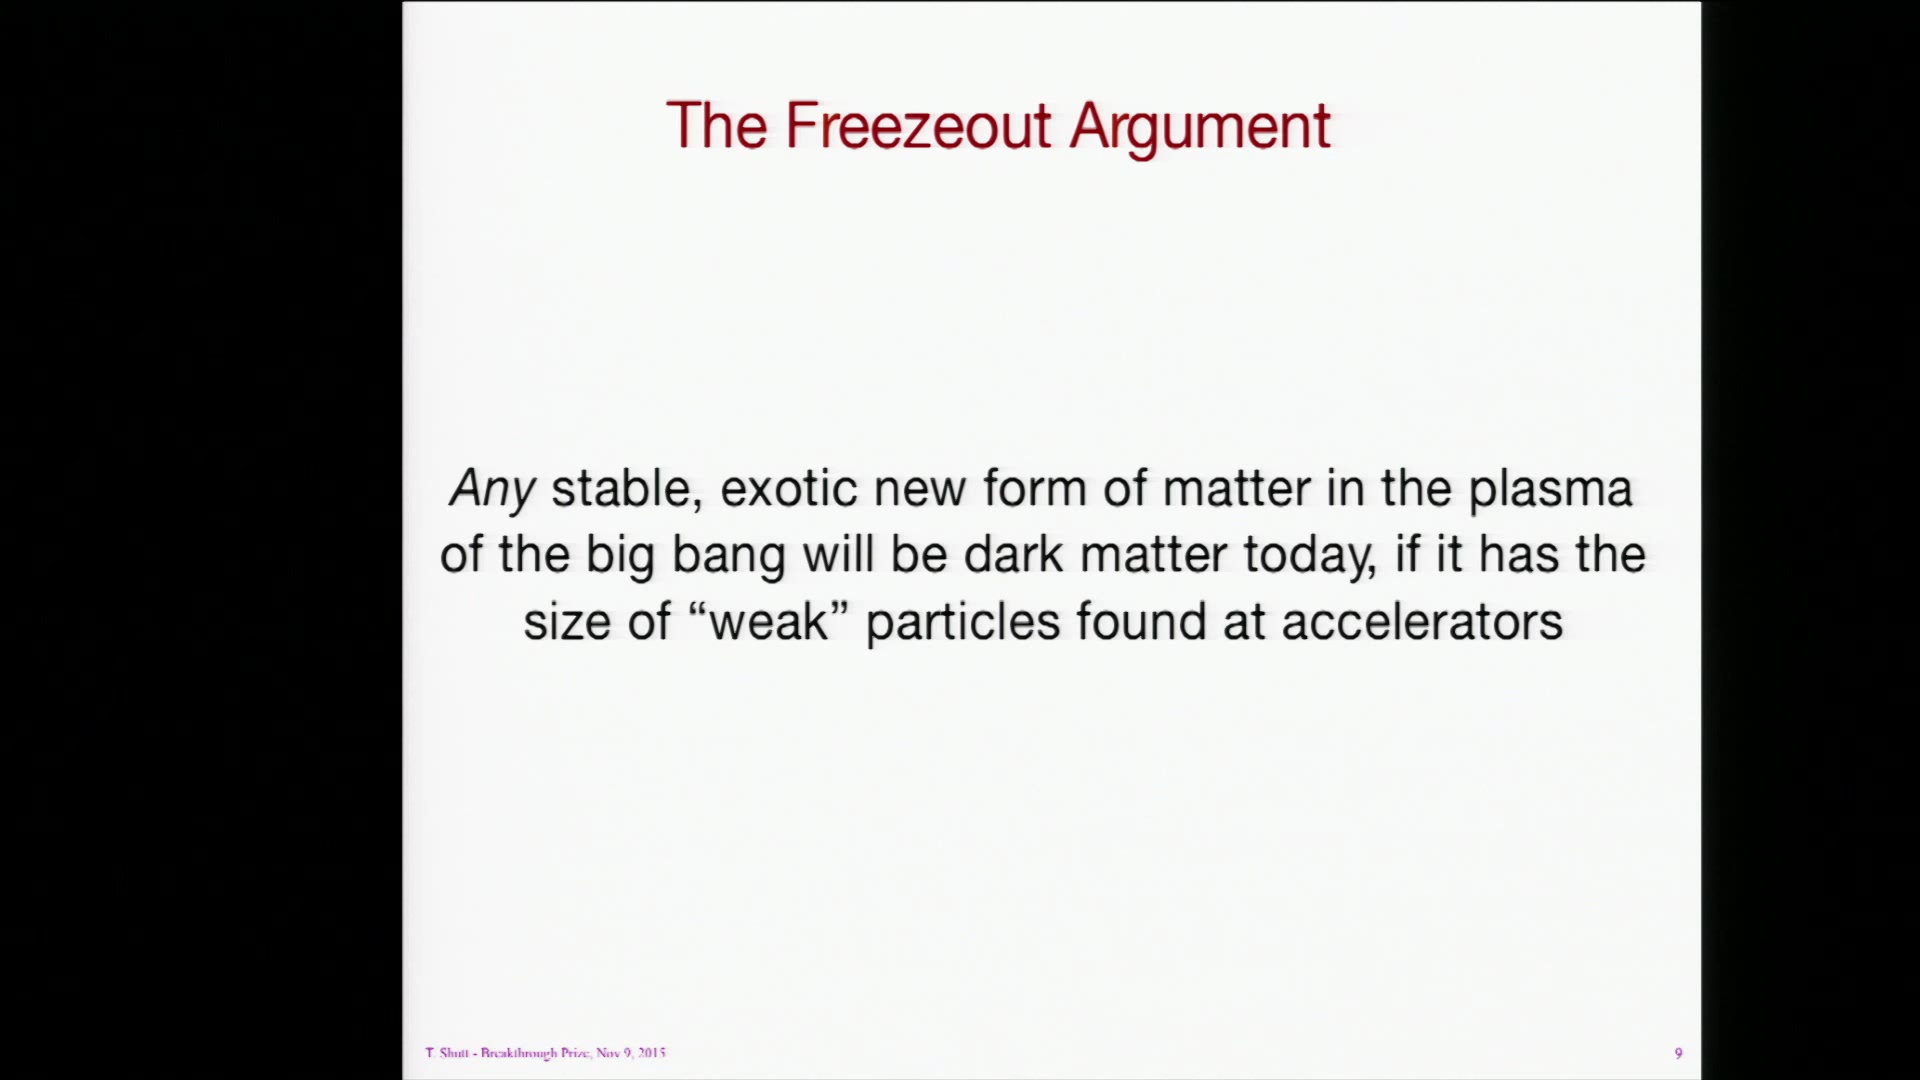 The Freezeout Argument
Any stable, exotic new form of matter in the plasma
of the big bang will be dark matter today, if it has the
size of “weak” particles found at accelerators
T. Shutt - Breakthrough Prize, Nov 9, 2015
9